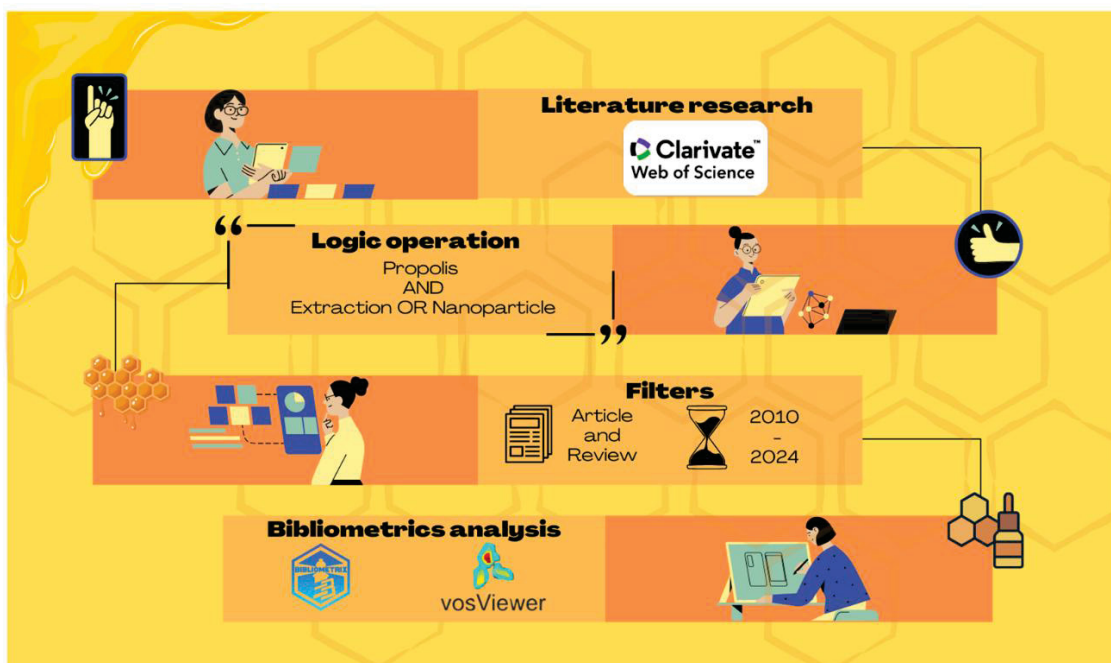 Literature research
Clarivate™
Web of Science
“
Logic operation
Propolis
AND
Extraction OR Nanoparticle
”
Filters
Article
and
Review
2010
-
2024
Bibliometrics analysis
BIBLIOMETRIX
vosViewer